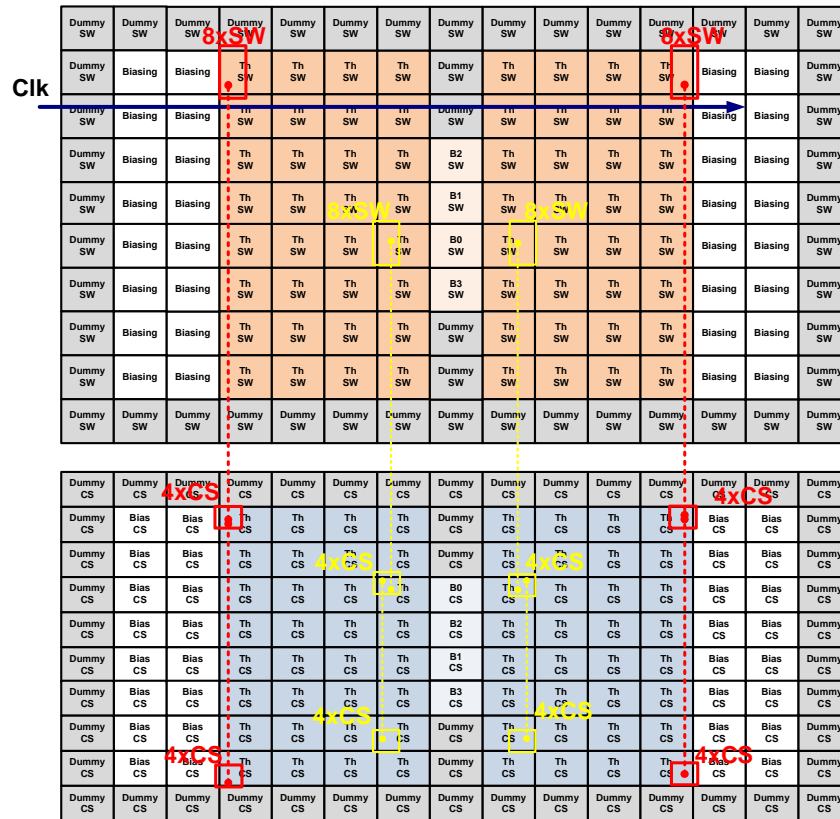 Dummy Dummy Dummy Dummy Dummy Dummy Dummy Dummy Dummy Dummy Dummy Dummy Dummy Dummy Dummy
SW SW SW SW SW SW SW SW SW SW SW SW SW SW SW
8xSW 8xSW
Dummy Biasing Biasing Th Th Th Th Dummy Th Th Th Th Biasing Biasing Dummy
SW SW SW SW SW SW SW SW SW SW SW
Clk
Dummy Biasing Biasing Th Th Th Th Dummy Th Th Th Th Biasing Biasing Dummy
SW SW SW SW SW SW SW SW SW SW SW
Dummy Biasing Biasing Th Th Th Th B2 Th Th Th Th Biasing Biasing Dummy
SW SW SW SW SW SW SW SW SW SW SW
Dummy Biasing Biasing Th Th Th Th B1 Th Th Th Th Biasing Biasing Dummy
SW SW SW SW SW SW SW SW SW SW SW
8xSW 8xSW
Dummy Biasing Biasing Th Th Th Th B0 Th Th Th Th Biasing Biasing Dummy
SW SW SW SW SW SW SW SW SW SW SW
Dummy Biasing Biasing Th Th Th Th B3 Th Th Th Th Biasing Biasing Dummy
SW SW SW SW SW SW SW SW SW SW SW
Dummy Biasing Biasing Th Th Th Th Dummy Th Th Th Th Biasing Biasing Dummy
SW SW SW SW SW SW SW SW SW SW SW
Dummy Biasing Biasing Th Th Th Th Dummy Th Th Th Th Biasing Biasing Dummy
SW SW SW SW SW SW SW SW SW SW SW
Dummy Dummy Dummy Dummy Dummy Dummy Dummy Dummy Dummy Dummy Dummy Dummy Dummy Dummy Dummy
SW SW SW SW SW SW SW SW SW SW SW SW SW SW SW
Dummy Dummy Dummy Dummy Dummy Dummy Dummy Dummy Dummy Dummy Dummy Dummy Dummy Dummy Dummy
CS CS CS CS CS CS CS CS CS CS CS CS CS CS CS
4xCS 4xCS
Dummy Bias Bias Th Th Th Th Dummy Th Th Th Th Bias Bias Dummy
CS CS CS CS CS CS CS CS CS CS CS CS CS CS CS
Dummy Bias Bias Th Th Th Th Dummy Th Th Th Th Bias Bias Dummy
CS CS CS CS CS CS CS CS CS CS CS CS CS CS CS
4xCS 4xCS
Dummy Bias Bias Th Th Th Th B0 Th Th Th Th Bias Bias Dummy
CS CS CS CS CS CS CS CS CS CS CS CS CS CS CS
Dummy Bias Bias Th Th Th Th B2 Th Th Th Th Bias Bias Dummy
CS CS CS CS CS CS CS CS CS CS CS CS CS CS CS
Dummy Bias Bias Th Th Th Th B1 Th Th Th Th Bias Bias Dummy
CS CS CS CS CS CS CS CS CS CS CS CS CS CS CS
Dummy Bias Bias Th Th Th Th B3 Th Th Th Th Bias Bias Dummy
CS CS CS CS CS CS CS CS CS CS CS CS CS CS CS
4xCS 4xCS
Dummy Bias Bias Th Th Th Th Dummy Th Th Th Th Bias Bias Dummy
CS CS CS CS CS CS CS CS CS CS CS CS CS CS CS
4xCS 4xCS
Dummy Bias Bias Th Th Th Th Dummy Th Th Th Th Bias Bias Dummy
CS CS CS CS CS CS CS CS CS CS CS CS CS CS CS
Dummy Dummy Dummy Dummy Dummy Dummy Dummy Dummy Dummy Dummy Dummy Dummy Dummy Dummy Dummy
CS CS CS CS CS CS CS CS CS CS CS CS CS CS CS